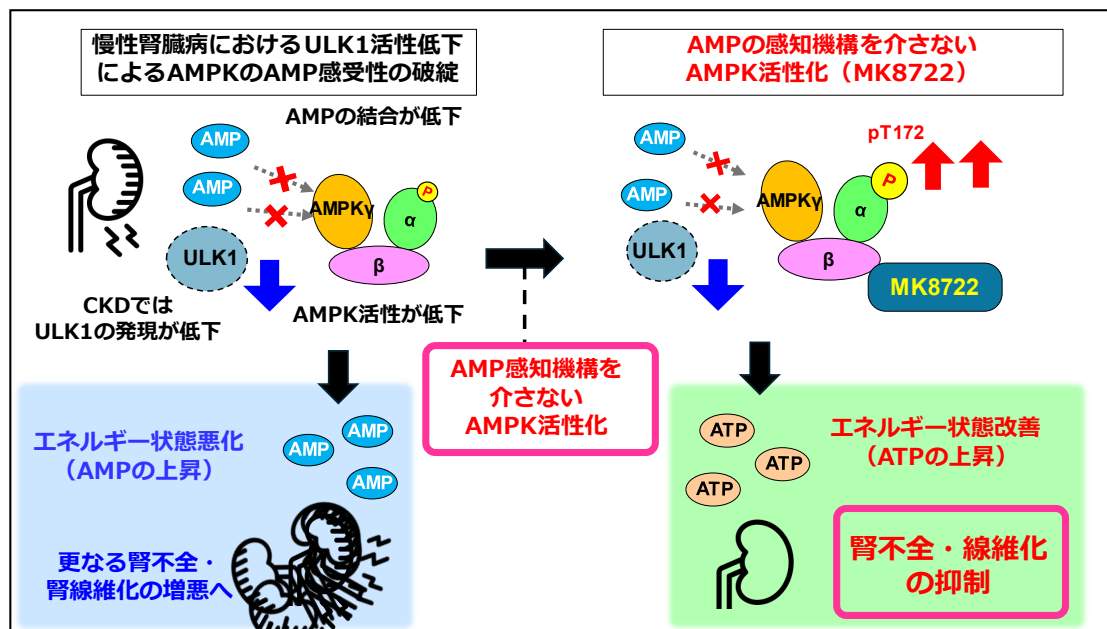 慢性腎臓病におけるULK1活性低下
によるAMPKのAMP感受性の破綻
AMPの結合が低下
AMP
AMP
P
AMPKγ
α
β
ULK1
CKDでは
ULK1の発現が低下
AMPK活性が低下
エネルギー状態悪化
（AMPの上昇）
AMP
AMP
AMP
更なる腎不全・
腎線維化の増悪へ
AMP感知機構を
介さない
AMPK活性化
AMPの感知機構を介さない
AMPK活性化（MK8722）
pT172
AMP
AMP
P
AMPKγ
α
β
ULK1
MK8722
ATP
ATP
ATP
エネルギー状態改善
（ATPの上昇）
腎不全・線維化
の抑制